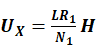 U_X = \frac{LR_1}{N_1} H